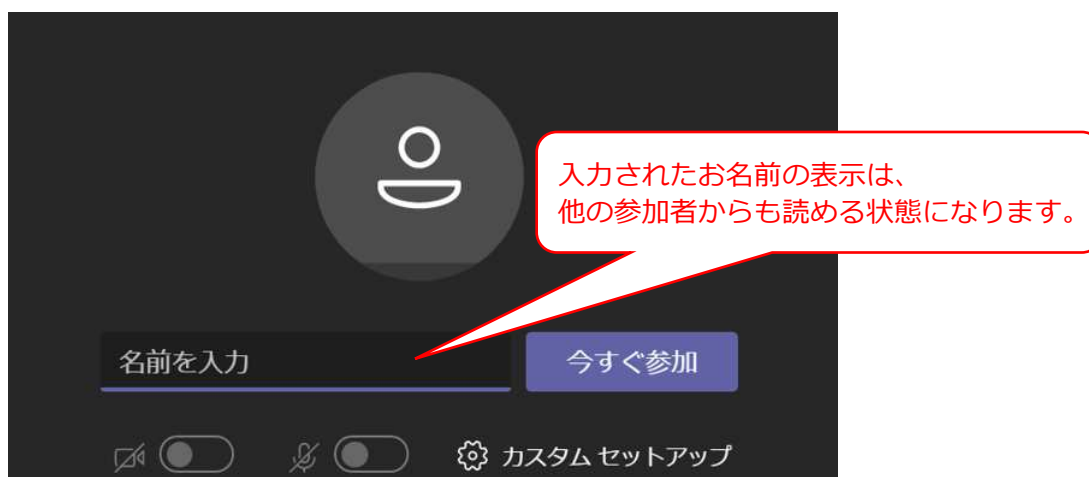 入力されたお名前の表示は、
他の参加者からも読める状態になります。
名前を入力
今すぐ参加
カスタム セットアップ